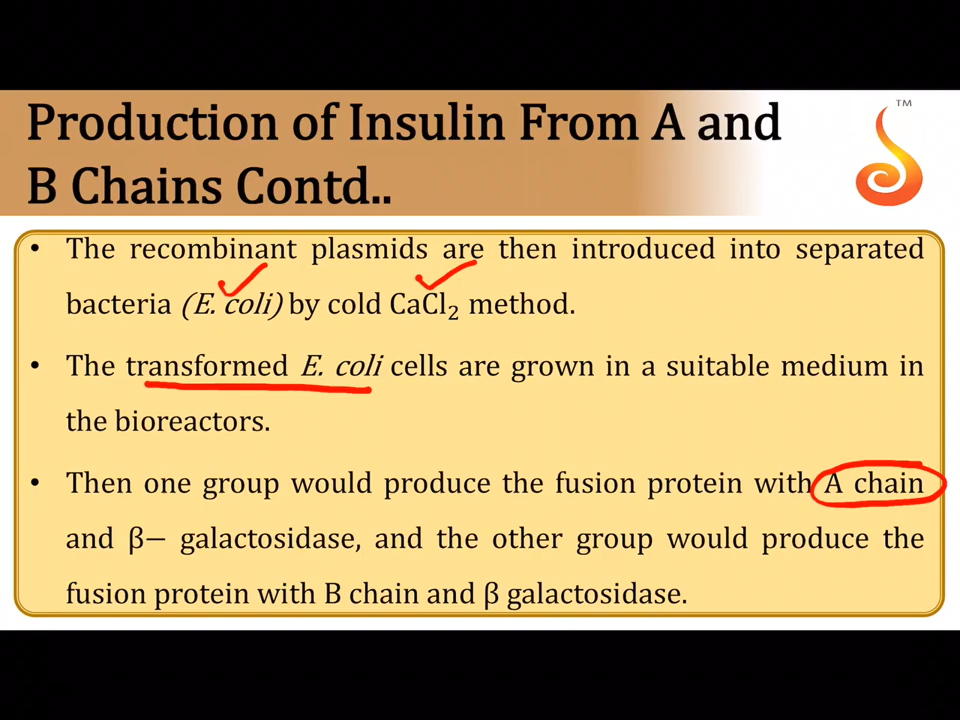 Production of Insulin From A and
B Chains Contd..
TM
• The recombinant plasmids are then introduced into separated
bacteria (E. coli) by cold CaCl₂ method.
• The transformed E. coli cells are grown in a suitable medium in
the bioreactors.
• Then one group would produce the fusion protein with A chain
and β− galactosidase, and the other group would produce the
fusion protein with B chain and β galactosidase.